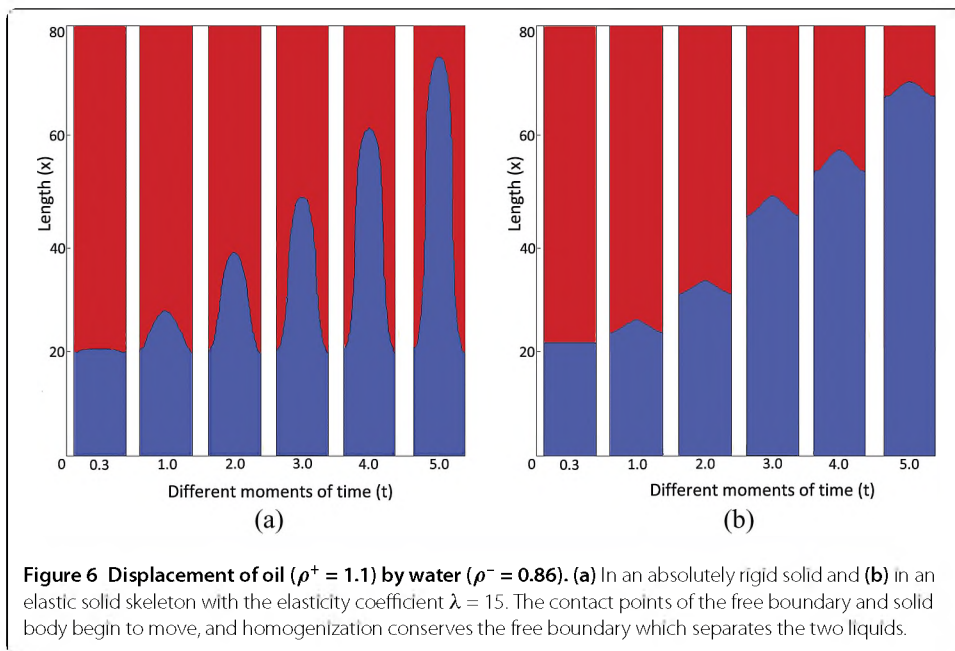 80
60
40
20
0
Length (x)
0.3 1.0 2.0 3.0 4.0 5.0
Different moments of time (t)
(a)
80
60
40
20
0
Length (x)
0.3 1.0 2.0 3.0 4.0 5.0
Different moments of time (t)
(b)
Figure 6 Displacement of oil (ρ⁺ = 1.1) by water (ρ⁻ = 0.86). (a) In an absolutely rigid solid and (b) in an
elastic solid skeleton with the elasticity coefficient λ = 15. The contact points of the free boundary and solid
body begin to move, and homogenization conserves the free boundary which separates the two liquids.